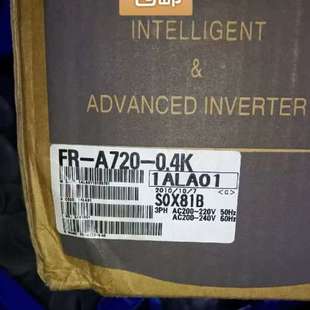 INTELLIGENT
&
ADVANCED INVERTER
FR-A720-0.4K
1ALA01
2010/10/7 <G>
S0X81B
3PH AC200-220V 50Hz
AC200-240V 60Hz